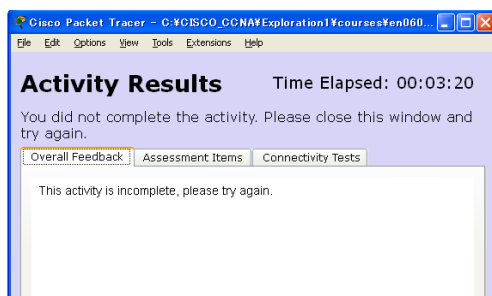 Cisco Packet Tracer - C:¥CISCO_CCNA¥Exploration1¥courses¥en060...
File Edit Options View Tools Extensions Help
Activity Results Time Elapsed: 00:03:20
You did not complete the activity. Please close this window and
try again.
Overall Feedback Assessment Items Connectivity Tests
This activity is incomplete, please try again.